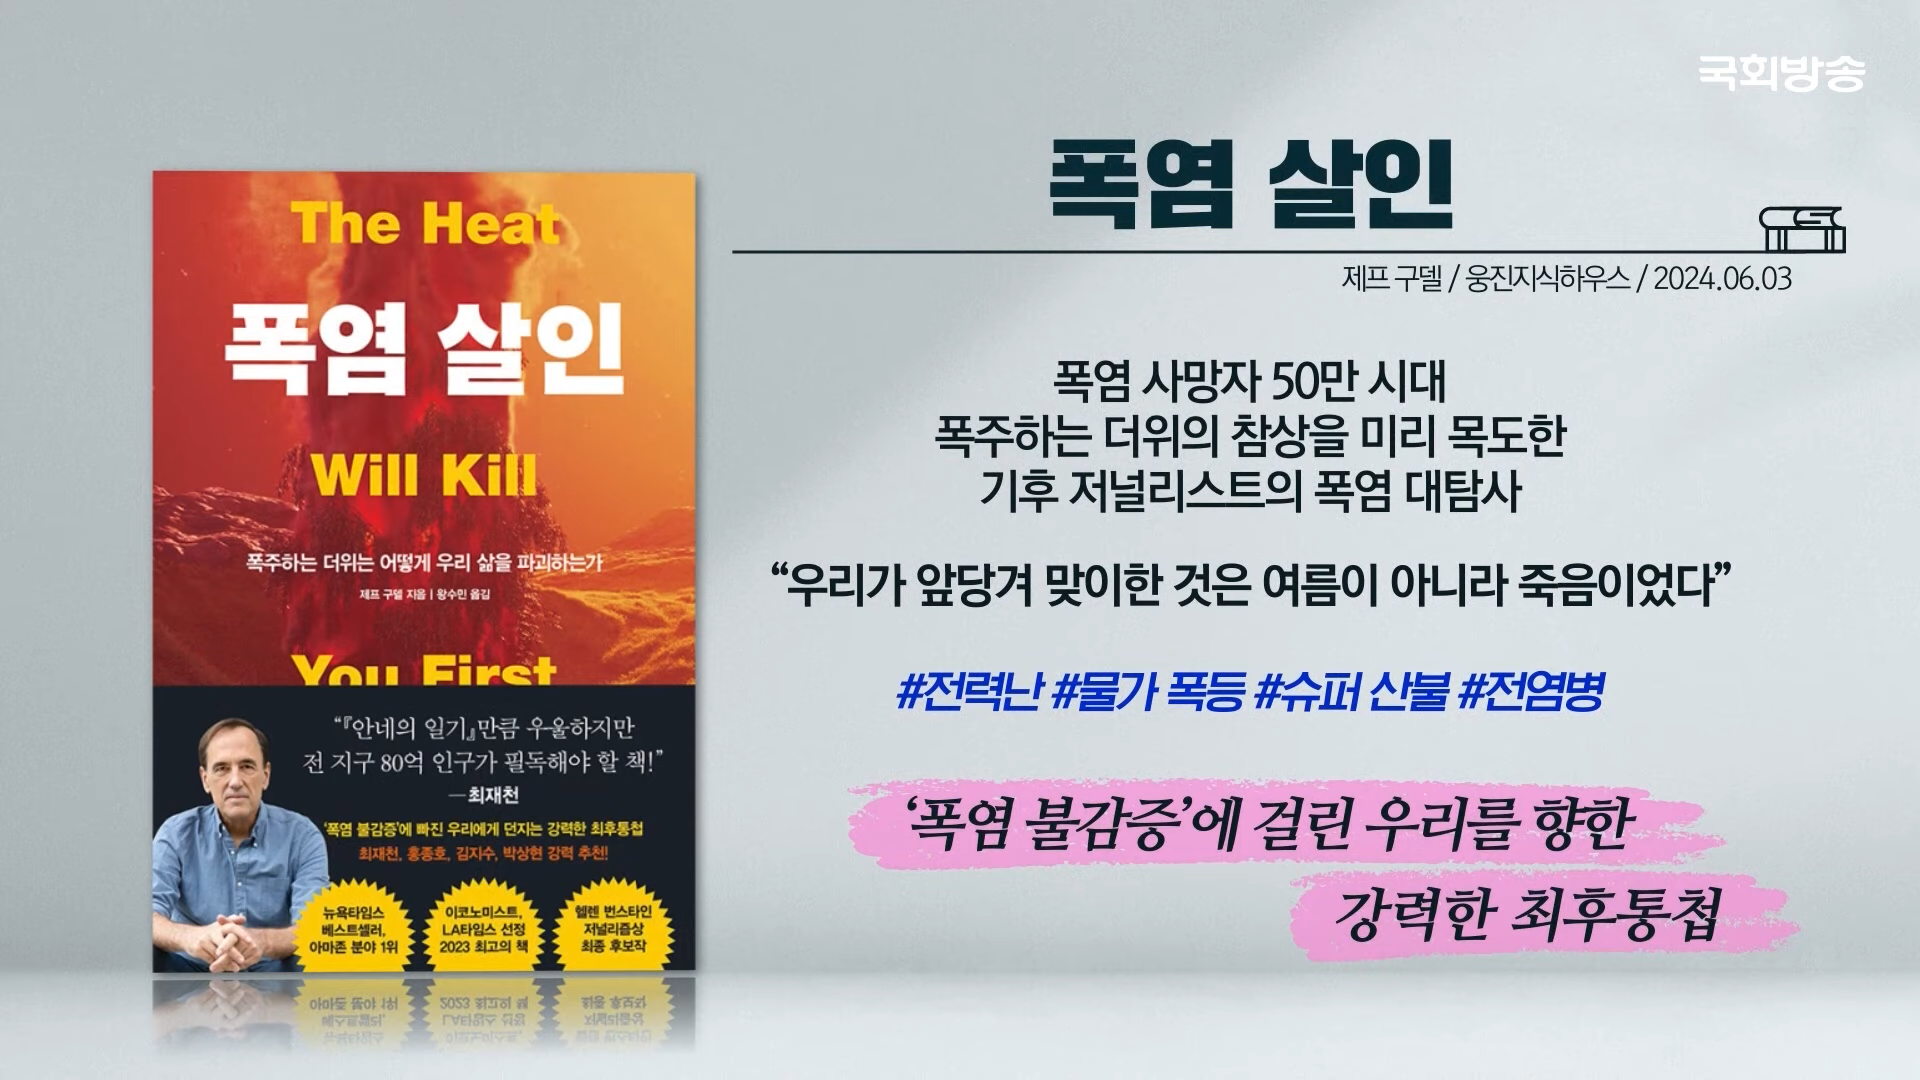 국회방송
폭염 살인
제프 구델 / 웅진지식하우스 / 2024.06.03
폭염 사망자 50만 시대
폭주하는 더위의 참상을 미리 목도한
기후 저널리스트의 폭염 대탐사
“우리가 앞당겨 맞이한 것은 여름이 아니라 죽음이었다”
#전력난 #물가 폭등 #슈퍼 산불 #전염병
‘폭염 불감증’에 걸린 우리를 향한
강력한 최후통첩
The Heat
폭염 살인
Will Kill
폭주하는 더위는 어떻게 우리 삶을 파괴하는가
제프 구델 지음 | 왕수민 옮김
You First
“『안네의 일기』만큼 우울하지만
전 지구 80억 인구가 필독해야 할 책!”
—최재천
‘폭염 불감증’에 빠진 우리에게 던지는 강력한 최후통첩
최재천, 홍종호, 김지수, 박상현 강력 추천!
뉴욕타임스
베스트셀러,
아마존 분야 1위
이코노미스트,
LA타임스 선정
2023 최고의 책
헬렌 번스타인
저널리즘상
최종 후보작